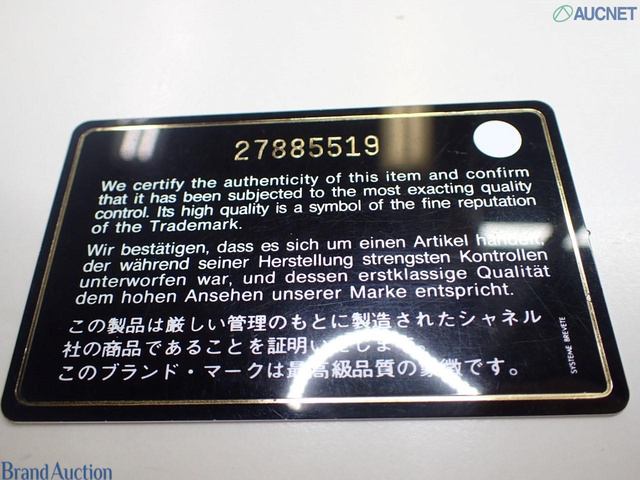 AUCNET
27885519
We certify the authenticity of this item and confirm
that it has been subjected to the most exacting quality
control. Its high quality is a symbol of the fine reputation
of the Trademark.
Wir bestätigen, dass es sich um einen Artikel handelt,
der während seiner Herstellung strengsten Kontrollen
unterworfen war, und dessen erstklassige Qualität
dem hohen Ansehen unserer Marke entspricht.
この製品は厳しい管理のもとに製造されたシャネル
社の商品であることを証明いたします。
このブランド・マークは最高級品質の象徴です。
SYSTEME BREVETE
Brand Auction